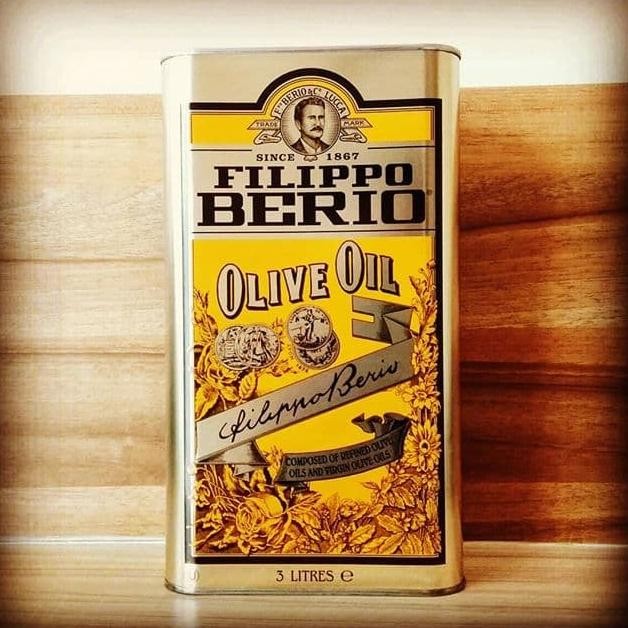 F. BERIO & Cº. LUCCA
TRADE MARK
SINCE 1867
FILIPPO
BERIO
OLIVE OIL
Filippo Berio
COMPOSED OF REFINED OLIVE
OILS AND VIRGIN OLIVE OILS
3 LITRES ℮